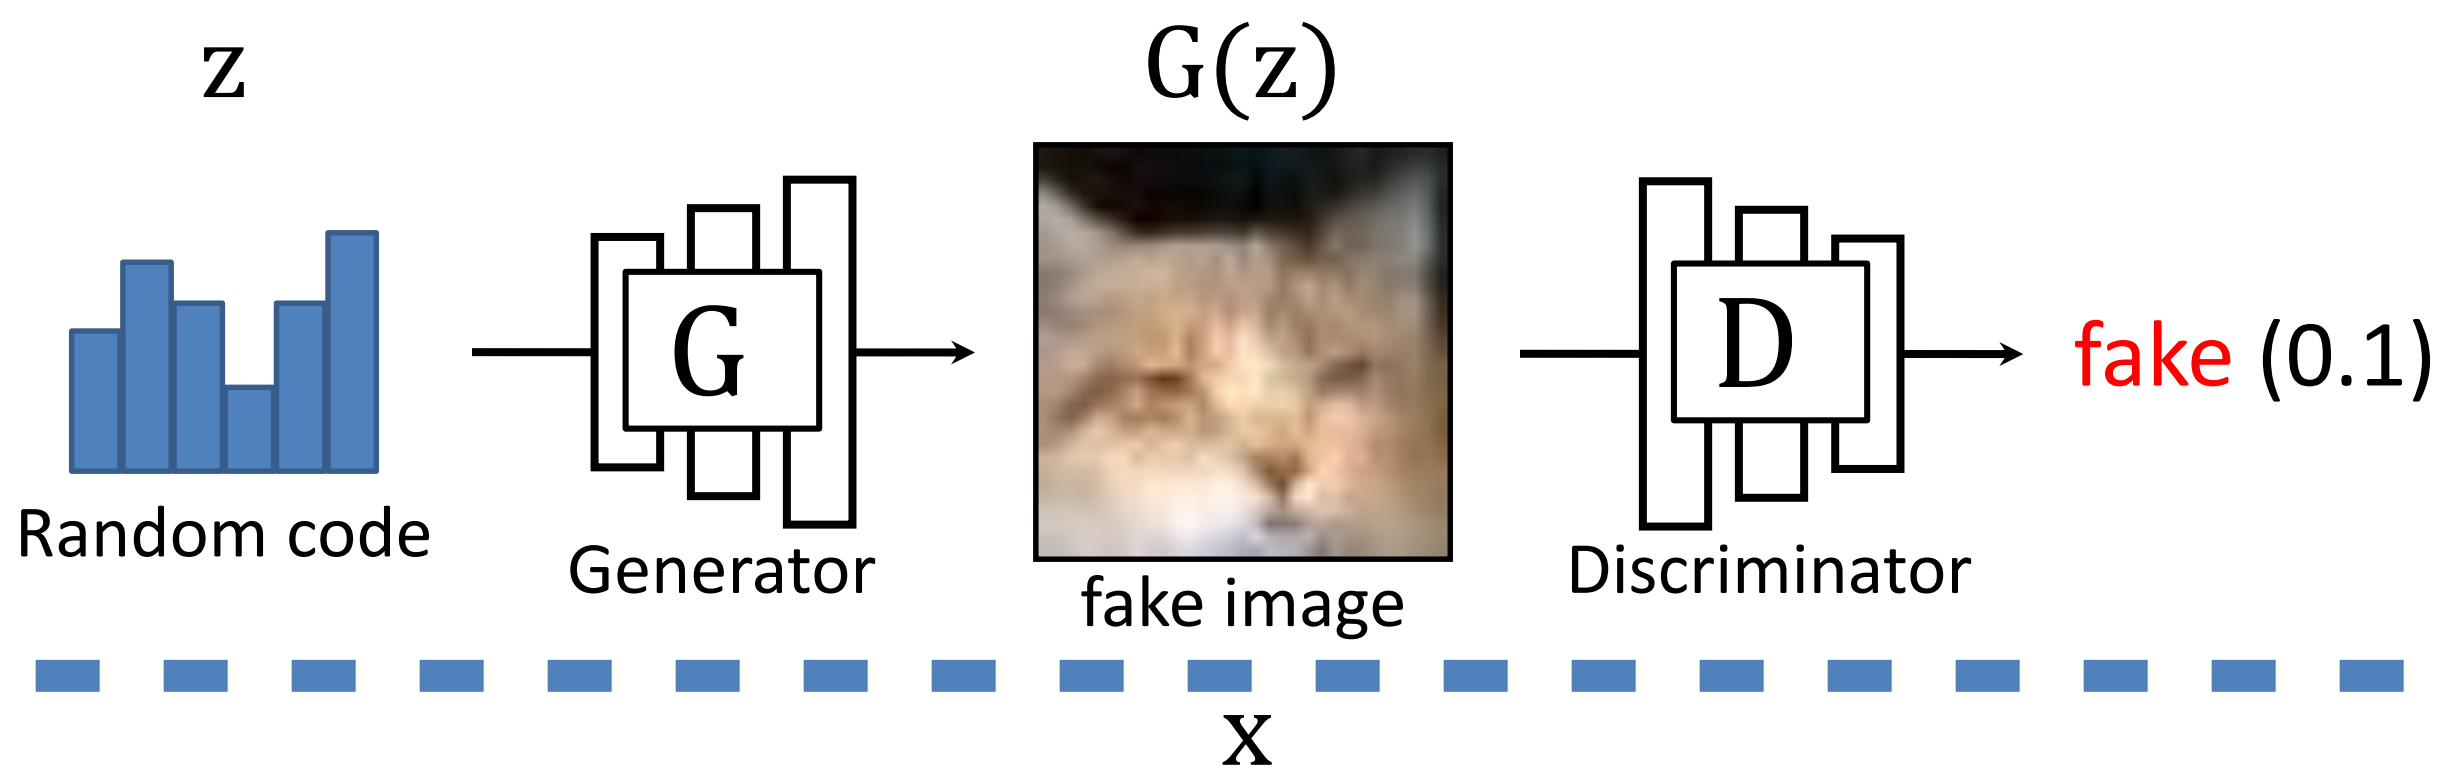 z
G(z)
G
D
fake (0.1)
Random code
Generator
fake image
Discriminator
x